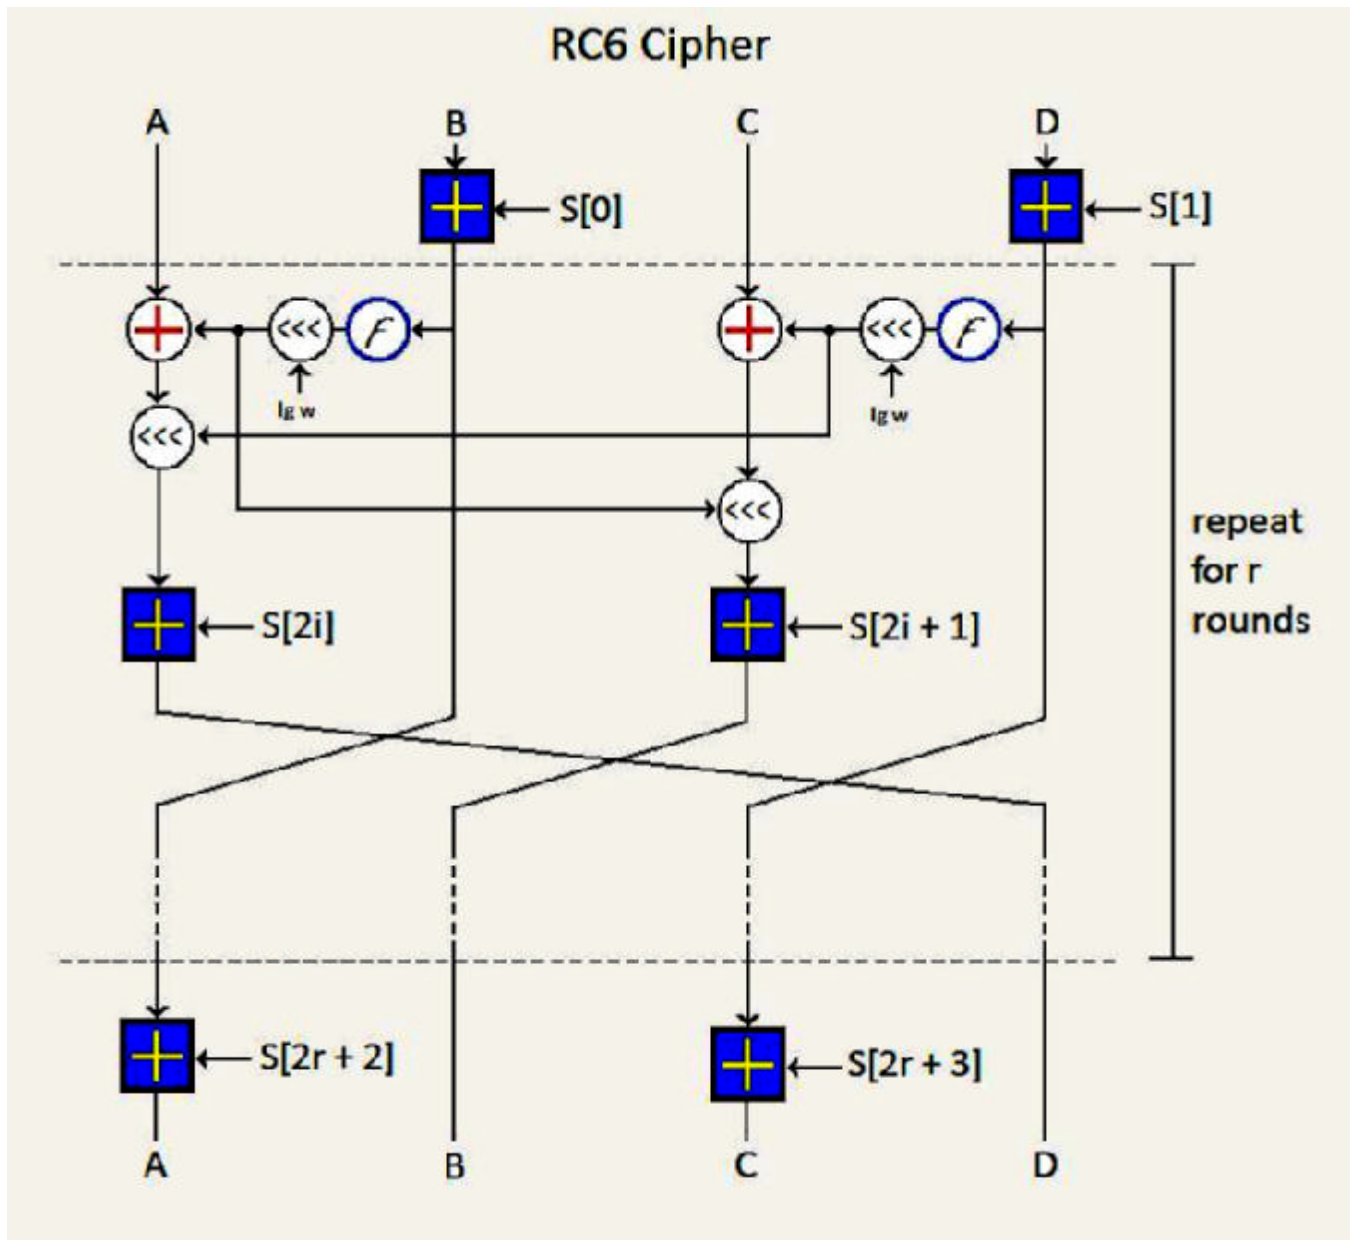 RC6 Cipher
A B C D
S[0] S[1]
<<< F <<< F
lg w lg w
<<<
<<<
repeat
for r
rounds
S[2i] S[2i + 1]
S[2r + 2] S[2r + 3]
A B C D